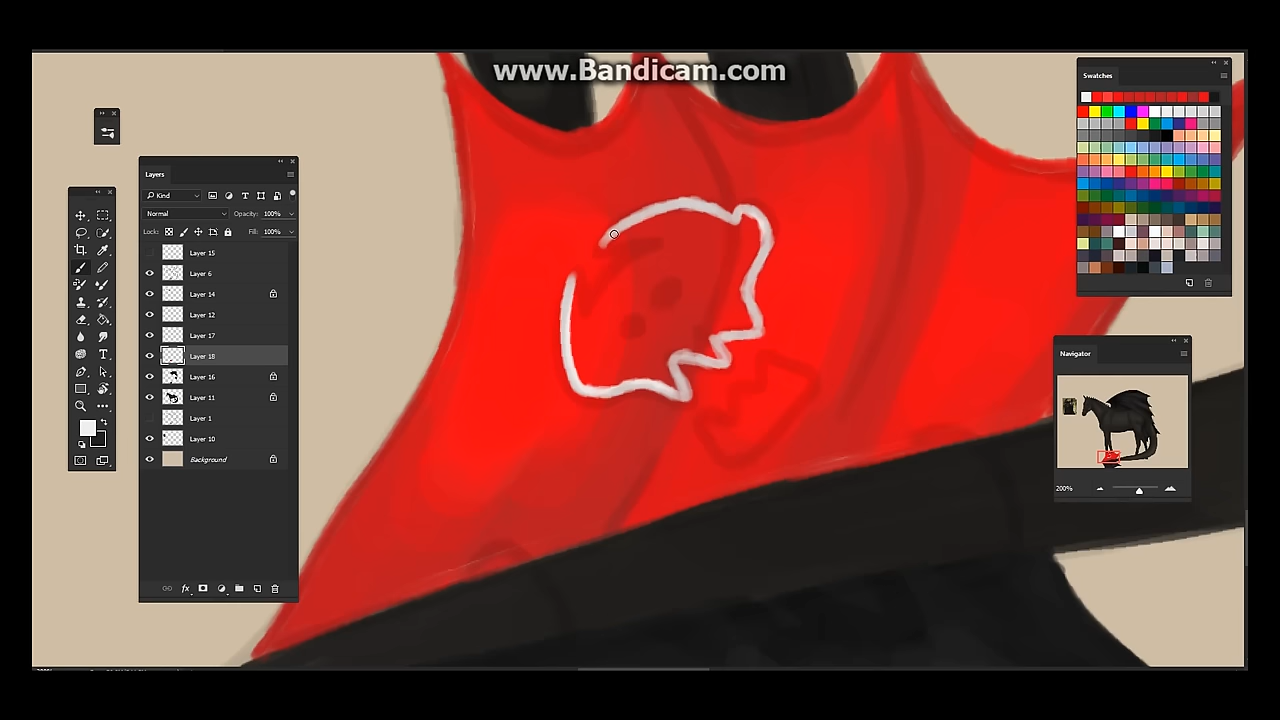 www.Bandicam.com
Swatches
Layers
Kind
Normal
Opacity: 100%
Lock:
Fill: 100%
Layer 15
Layer 6
Layer 14
Layer 12
Layer 17
Layer 18
Layer 16
Layer 11
Layer 1
Layer 10
Background
Navigator
200%